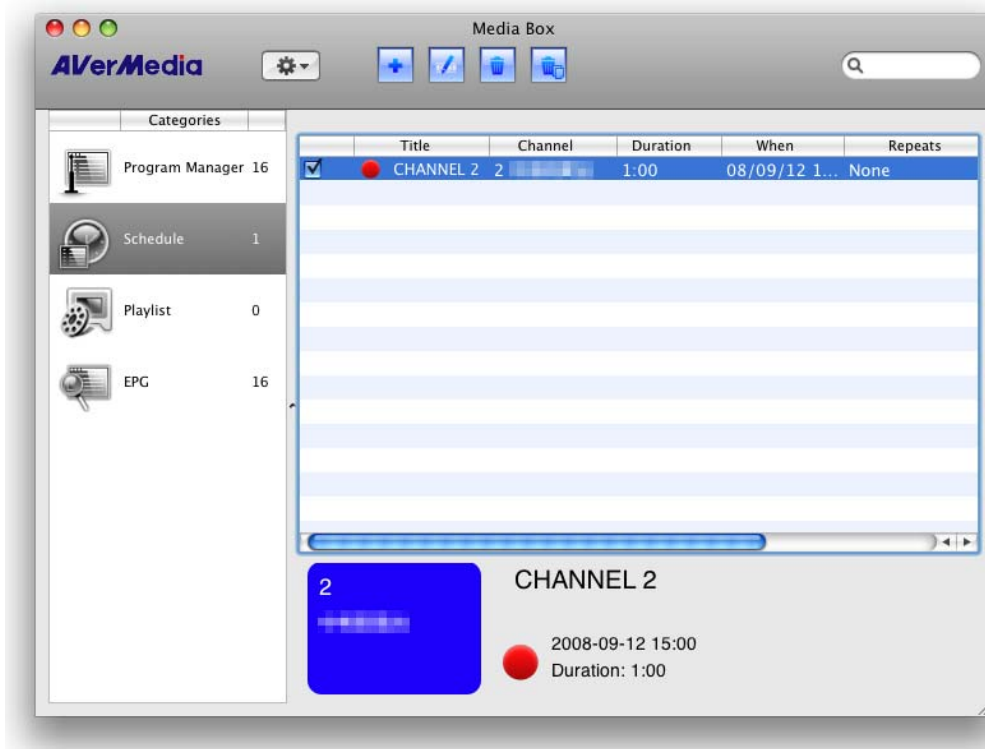 Media Box
AVerMedia
Categories
Program Manager 16
Schedule 1
Playlist 0
EPG 16
Title Channel Duration When Repeats
CHANNEL 2 2 1:00 08/09/12 1... None
2
CHANNEL 2
2008-09-12 15:00
Duration: 1:00